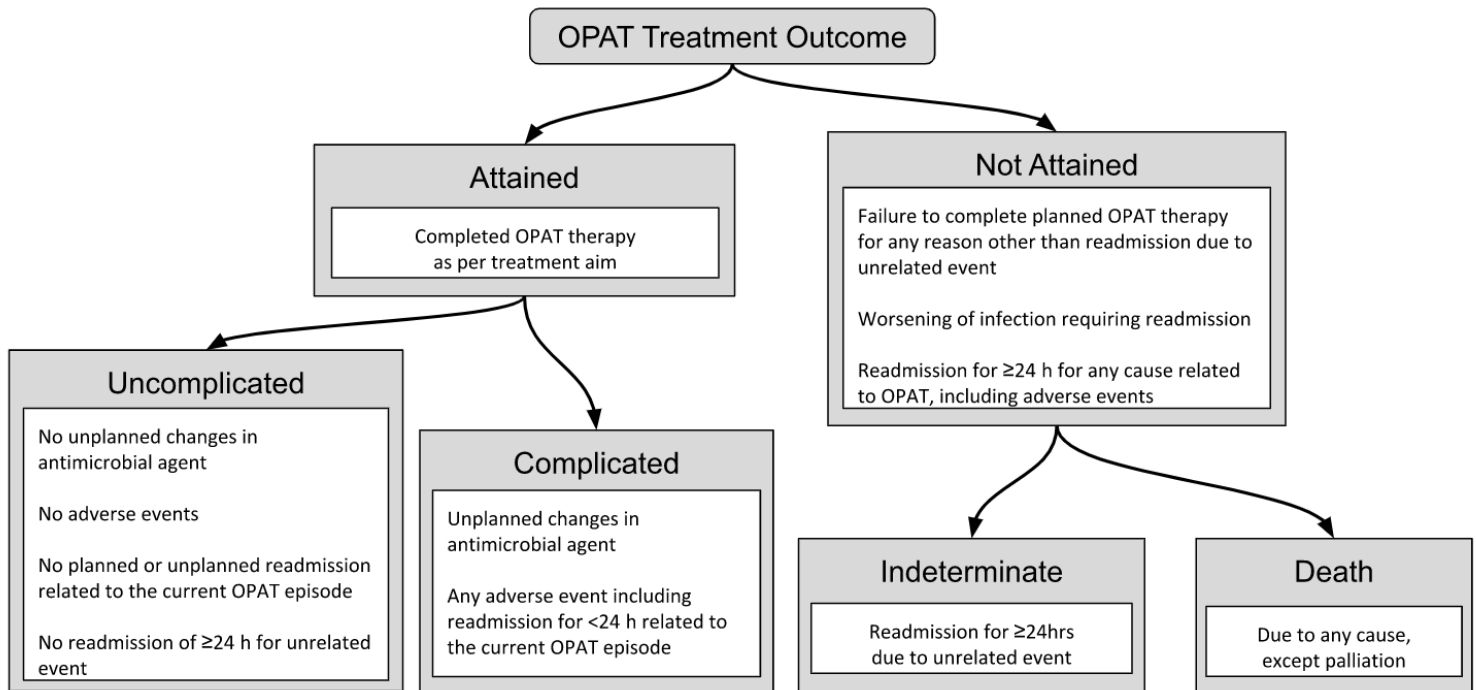 OPAT Treatment Outcome
Attained
Completed OPAT therapy
as per treatment aim
Not Attained
Failure to complete planned OPAT therapy
for any reason other than readmission due to
unrelated event
Worsening of infection requiring readmission
Readmission for ≥24 h for any cause related
to OPAT, including adverse events
Uncomplicated
No unplanned changes in
antimicrobial agent
No adverse events
No planned or unplanned readmission
related to the current OPAT episode
No readmission of ≥24 h for unrelated
event
Complicated
Unplanned changes in
antimicrobial agent
Any adverse event including
readmission for <24 h related to
the current OPAT episode
Indeterminate
Readmission for ≥24hrs
due to unrelated event
Death
Due to any cause,
except palliation